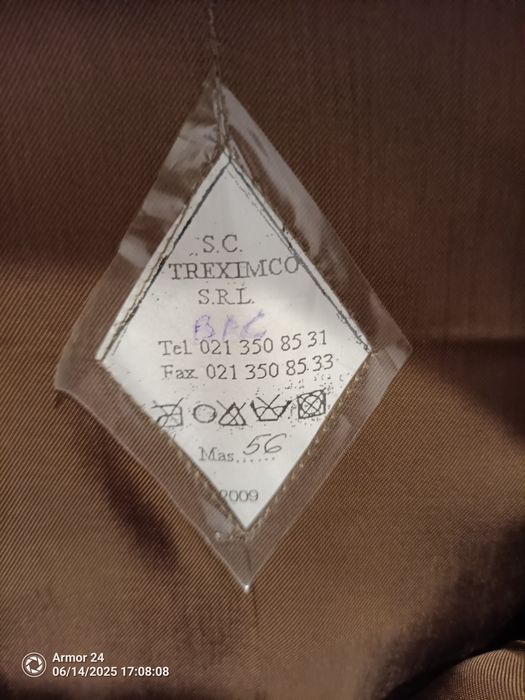 S.C.
TREXIMCO
S.R.L.
Tel 021 350 85 31
Fax. 021 350 85 33
Mas. 56
2009
Armor 24
06/14/2025 17:08:08